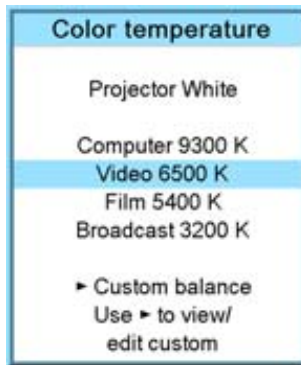 Color temperature
Projector White
Computer 9300 K
Video 6500 K
Film 5400 K
Broadcast 3200 K
► Custom balance
Use ► to view/
edit custom